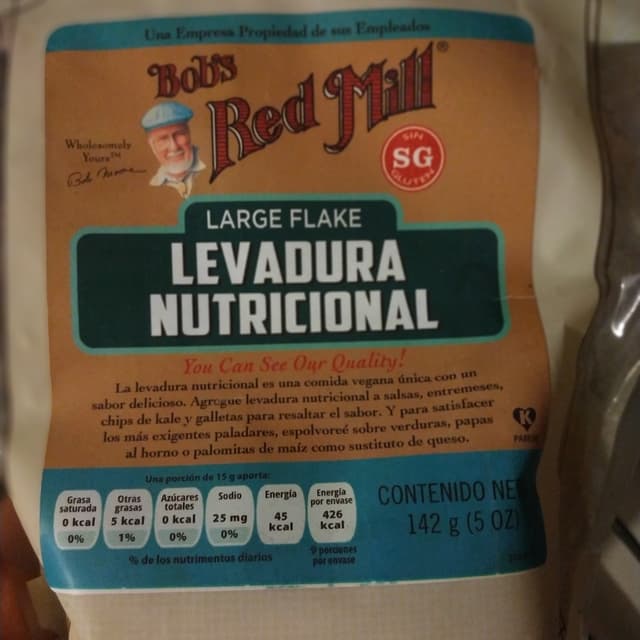 Una Empresa Propiedad de sus Empleados
Bob's
Red Mill®
Wholesomely
Yours™
Bob Moore
SIN
SG
GLUTEN
LARGE FLAKE
LEVADURA
NUTRICIONAL
You Can See Our Quality!
La levadura nutricional es una comida vegana única con un
sabor delicioso. Agregue levadura nutricional a salsas, entremeses,
chips de kale y galletas para resaltar el sabor. Y para satisfacer
los más exigentes paladares, espolvoreé sobre verduras, papas
al horno o palomitas de maíz como sustituto de queso.
K
Una porción de 15 g aporta:
Grasa saturada 0 kcal 0%
Otras grasas 5 kcal 1%
Azúcares totales 0 kcal 0%
Sodio 25 mg 0%
Energía 45 kcal
Energía por envase 426 kcal
% de los nutrimentos diarios
9 porciones
por envase
CONTENIDO NE
142 g (5 OZ)